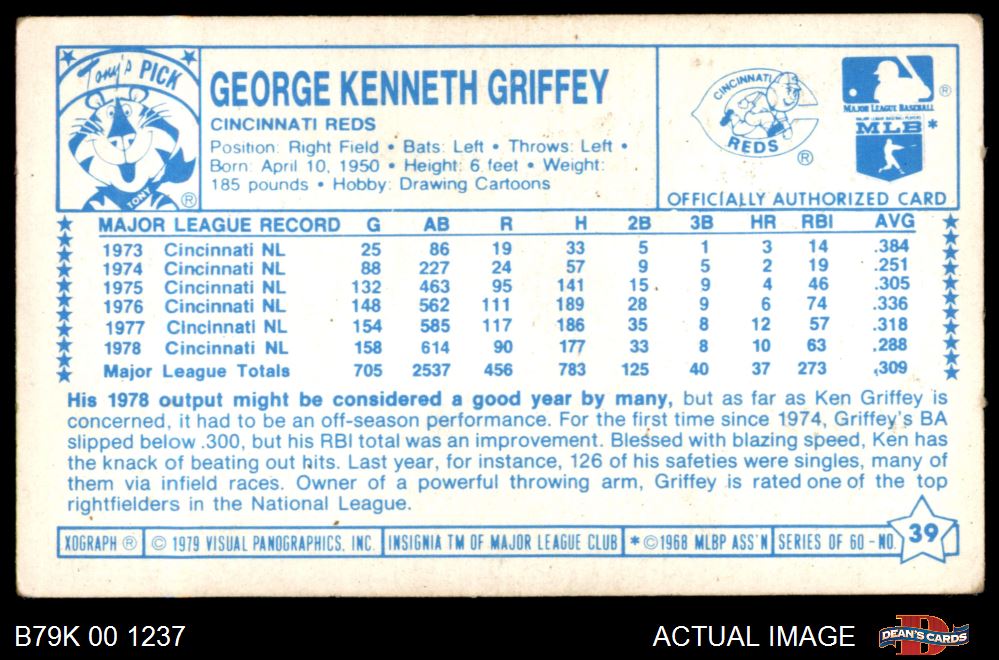 Tony's PICK
TONY ®
GEORGE KENNETH GRIFFEY
CINCINNATI REDS
Position: Right Field • Bats: Left • Throws: Left •
Born: April 10, 1950 • Height: 6 feet • Weight:
185 pounds • Hobby: Drawing Cartoons
CINCINNATI
REDS ®
®
MAJOR LEAGUE BASEBALL
MAJOR LEAGUE BASEBALL PLAYERS
MLB *
OFFICIALLY AUTHORIZED CARD
MAJOR LEAGUE RECORD G AB R H 2B 3B HR RBI AVG
1973 Cincinnati NL 25 86 19 33 5 1 3 14 .384
1974 Cincinnati NL 88 227 24 57 9 5 2 19 .251
1975 Cincinnati NL 132 463 95 141 15 9 4 46 .305
1976 Cincinnati NL 148 562 111 189 28 9 6 74 .336
1977 Cincinnati NL 154 585 117 186 35 8 12 57 .318
1978 Cincinnati NL 158 614 90 177 33 8 10 63 .288
Major League Totals 705 2537 456 783 125 40 37 273 .309
His 1978 output might be considered a good year by many, but as far as Ken Griffey is
concerned, it had to be an off-season performance. For the first time since 1974, Griffey's BA
slipped below .300, but his RBI total was an improvement. Blessed with blazing speed, Ken has
the knack of beating out hits. Last year, for instance, 126 of his safeties were singles, many of
them via infield races. Owner of a powerful throwing arm, Griffey is rated one of the top
rightfielders in the National League.
XOGRAPH ® © 1979 VISUAL PANOGRAPHICS, INC. INSIGNIA TM OF MAJOR LEAGUE CLUB * ©1968 MLBP ASS'N SERIES OF 60 - NO. 39
B79K 00 1237 ACTUAL IMAGE DEAN'S CARDS